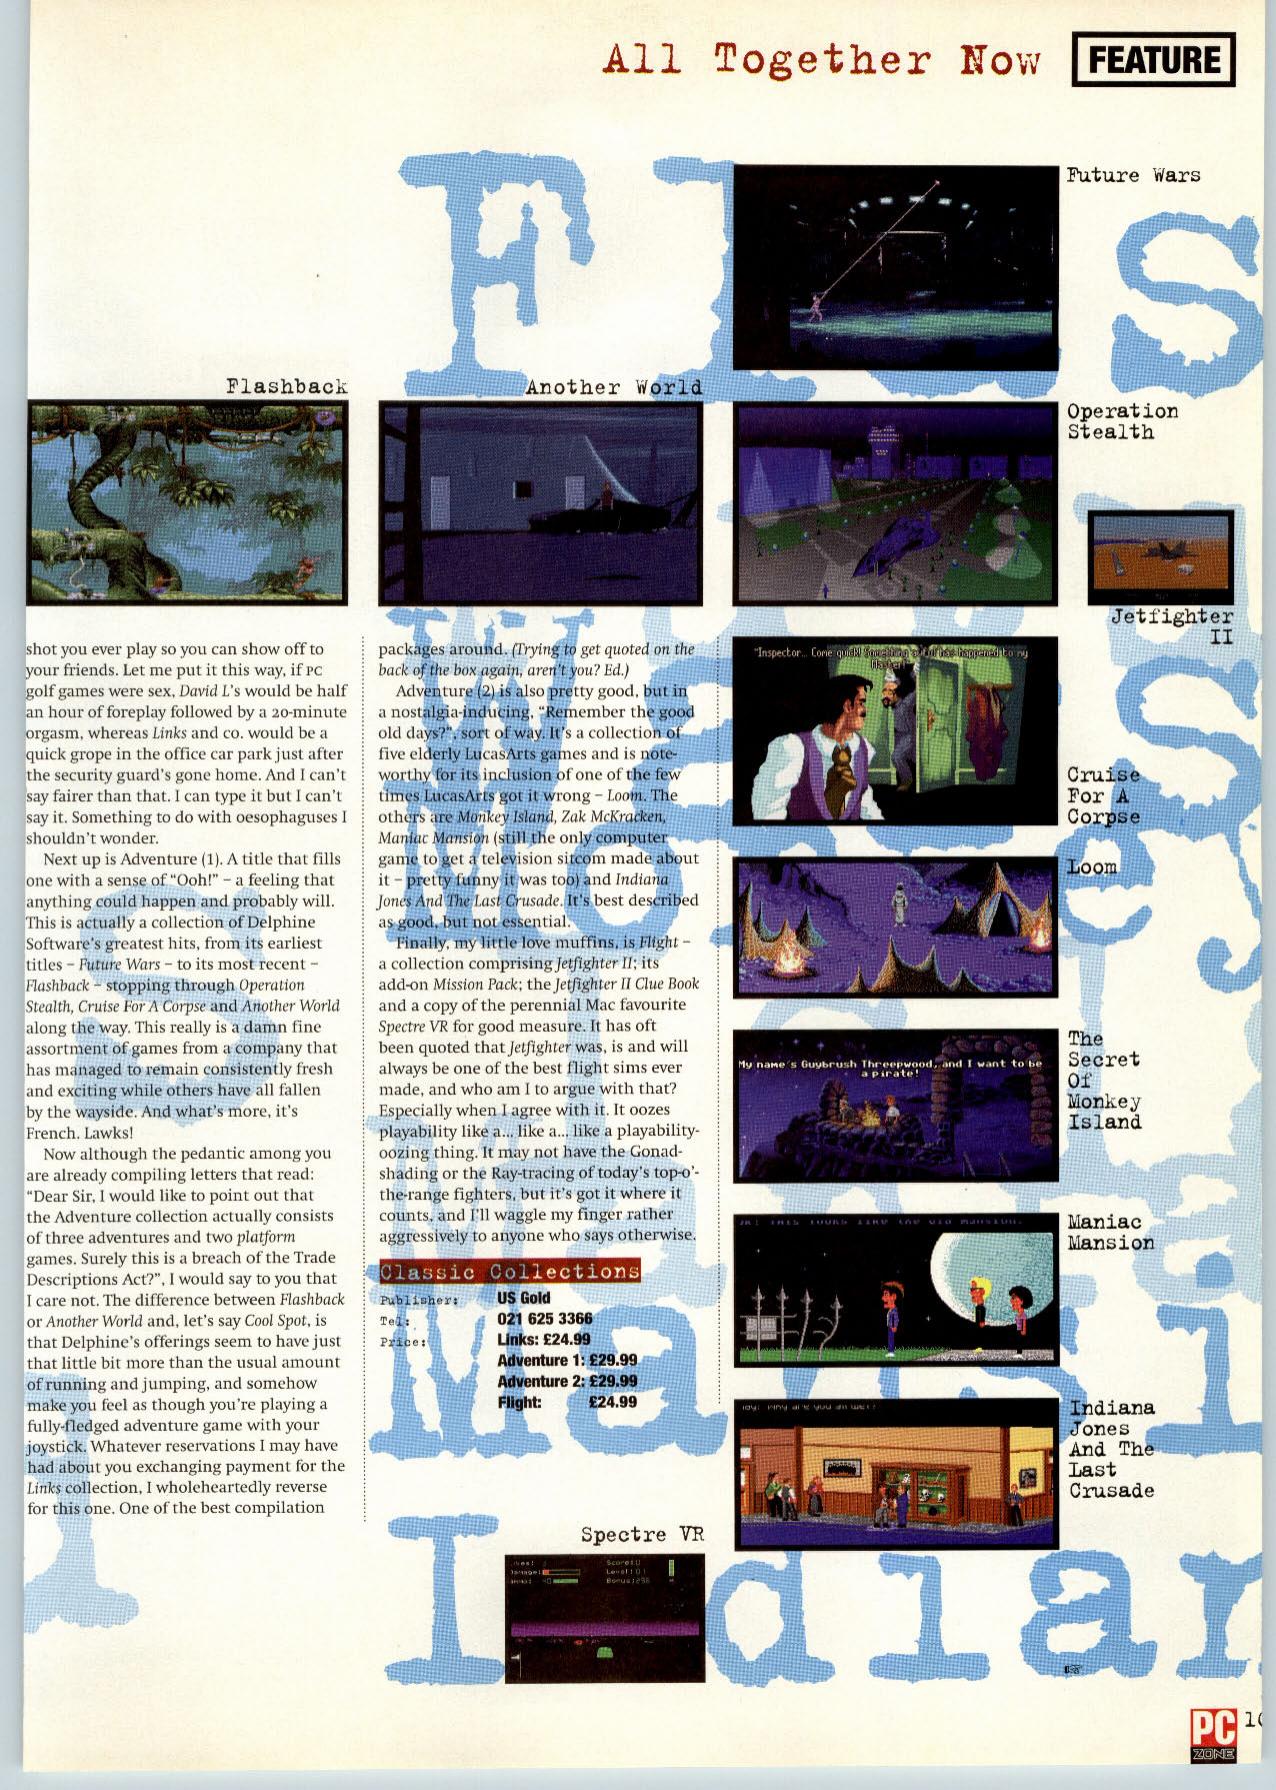 All Together Now FEATURE
Future Wars
Flashback
Another World
Operation
Stealth
Jetfighter
II
"Inspector... Come quick! Something awful has happened to my
Master!
Cruise
For A
Corpse
Loom
The
Secret
Of
Monkey
Island
My name's Guybrush Threepwood, and I want to be
a pirate!
Maniac
Mansion
Indiana
Jones
And The
Last
Crusade
shot you ever play so you can show off to
your friends. Let me put it this way, if PC
golf games were sex, David L's would be half
an hour of foreplay followed by a 20-minute
orgasm, whereas Links and co. would be a
quick grope in the office car park just after
the security guard's gone home. And I can't
say fairer than that. I can type it but I can't
say it. Something to do with oesophaguses I
shouldn't wonder.
Next up is Adventure (1). A title that fills
one with a sense of "Ooh!" – a feeling that
anything could happen and probably will.
This is actually a collection of Delphine
Software's greatest hits, from its earliest
titles – Future Wars – to its most recent –
Flashback – stopping through Operation
Stealth, Cruise For A Corpse and Another World
along the way. This really is a damn fine
assortment of games from a company that
has managed to remain consistently fresh
and exciting while others have all fallen
by the wayside. And what's more, it's
French. Lawks!
Now although the pedantic among you
are already compiling letters that read:
"Dear Sir, I would like to point out that
the Adventure collection actually consists
of three adventures and two platform
games. Surely this is a breach of the Trade
Descriptions Act?", I would say to you that
I care not. The difference between Flashback
or Another World and, let's say Cool Spot, is
that Delphine's offerings seem to have just
that little bit more than the usual amount
of running and jumping, and somehow
make you feel as though you're playing a
fully-fledged adventure game with your
joystick. Whatever reservations I may have
had about you exchanging payment for the
Links collection, I wholeheartedly reverse
for this one. One of the best compilation
packages around. (Trying to get quoted on the
back of the box again, aren't you? Ed.)
Adventure (2) is also pretty good, but in
a nostalgia-inducing, "Remember the good
old days?", sort of way. It's a collection of
five elderly LucasArts games and is note-
worthy for its inclusion of one of the few
times LucasArts got it wrong – Loom. The
others are Monkey Island, Zak McKracken,
Maniac Mansion (still the only computer
game to get a television sitcom made about
it – pretty funny it was too) and Indiana
Jones And The Last Crusade. It's best described
as good, but not essential.
Finally, my little love muffins, is Flight –
a collection comprising Jetfighter II; its
add-on Mission Pack; the Jetfighter II Clue Book
and a copy of the perennial Mac favourite
Spectre VR for good measure. It has oft
been quoted that Jetfighter was, is and will
always be one of the best flight sims ever
made, and who am I to argue with that?
Especially when I agree with it. It oozes
playability like a... like a... like a playability-
oozing thing. It may not have the Gonad-
shading or the Ray-tracing of today's top-o'-
the-range fighters, but it's got it where it
counts, and I'll waggle my finger rather
aggressively to anyone who says otherwise.
Classic Collections
Publisher: US Gold
Tel: 021 625 3366
Price: Links: £24.99
Adventure 1: £29.99
Adventure 2: £29.99
Flight: £24.99
Spectre VR
Score:0
Level:01
PC
ZONE